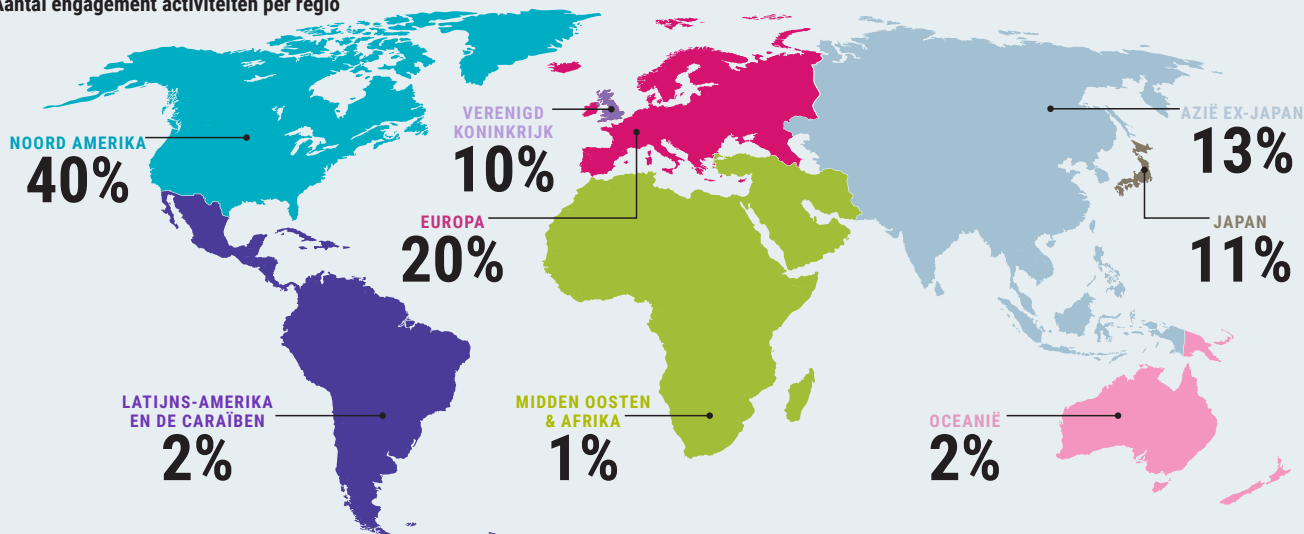 Aantal engagement activiteiten per regio
NOORD AMERIKA
40%
VERENIGD
KONINKRIJK
10%
EUROPA
20%
AZIË EX-JAPAN
13%
JAPAN
11%
LATIJNS-AMERIKA
EN DE CARAÏBEN
2%
MIDDEN OOSTEN
& AFRIKA
1%
OCEANIË
2%